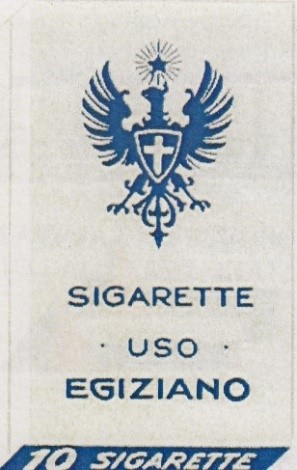 SIGARETTE
· USO ·
EGIZIANO
10 SIGARETTE